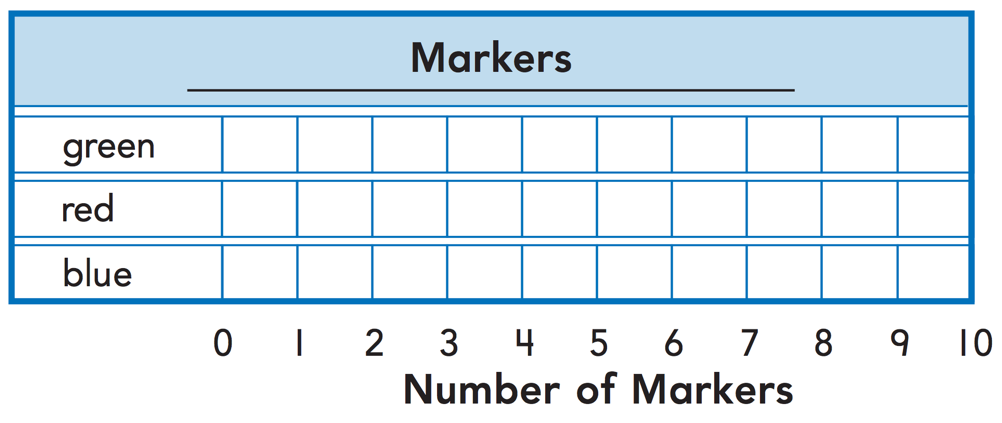 Markers
green
red
blue
0 1 2 3 4 5 6 7 8 9 10
Number of Markers